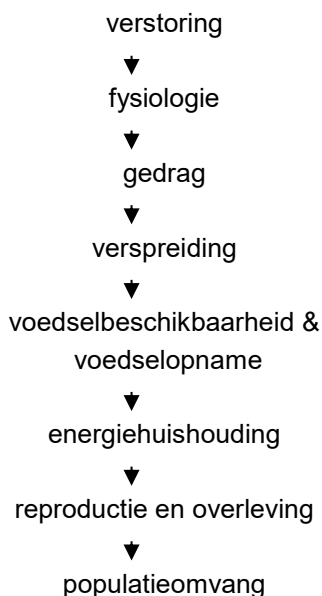 verstoring
fysiologie
gedrag
verspreiding
voedselbeschikbaarheid &
voedselopname
energiehuishouding
reproductie en overleving
populatieomvang